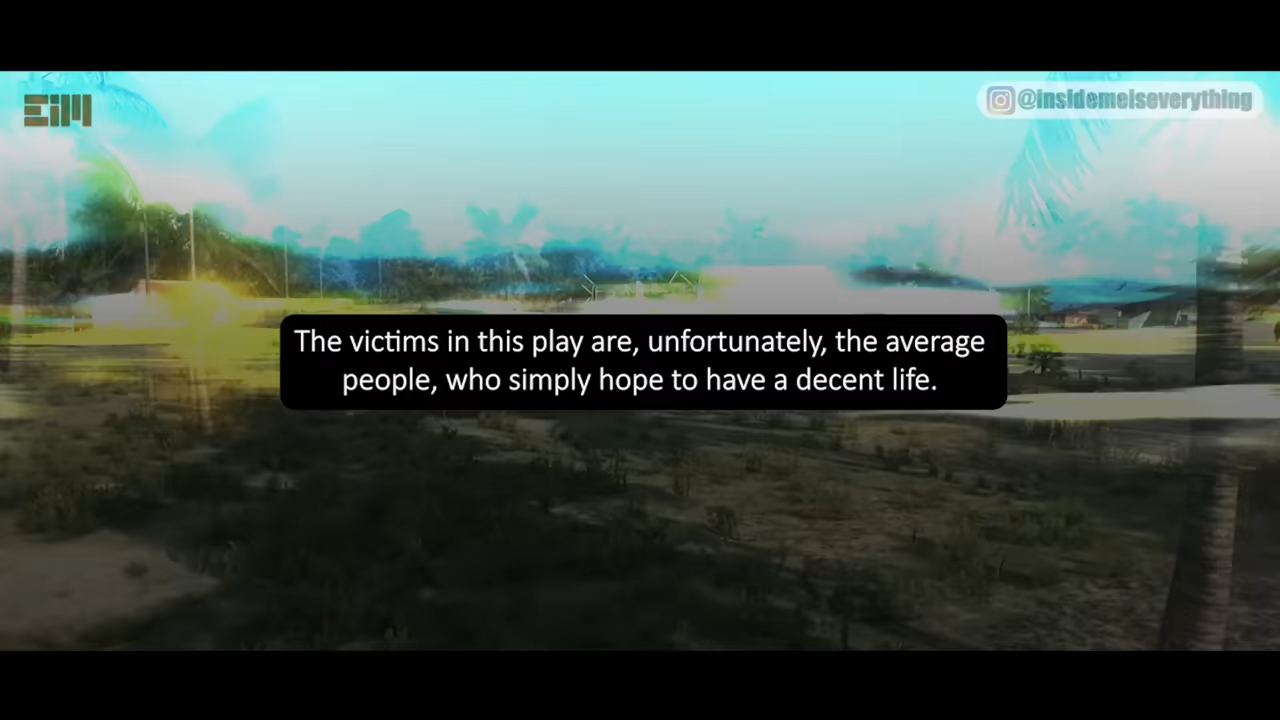 EiM
@insidemeiseverything
The victims in this play are, unfortunately, the average
people, who simply hope to have a decent life.